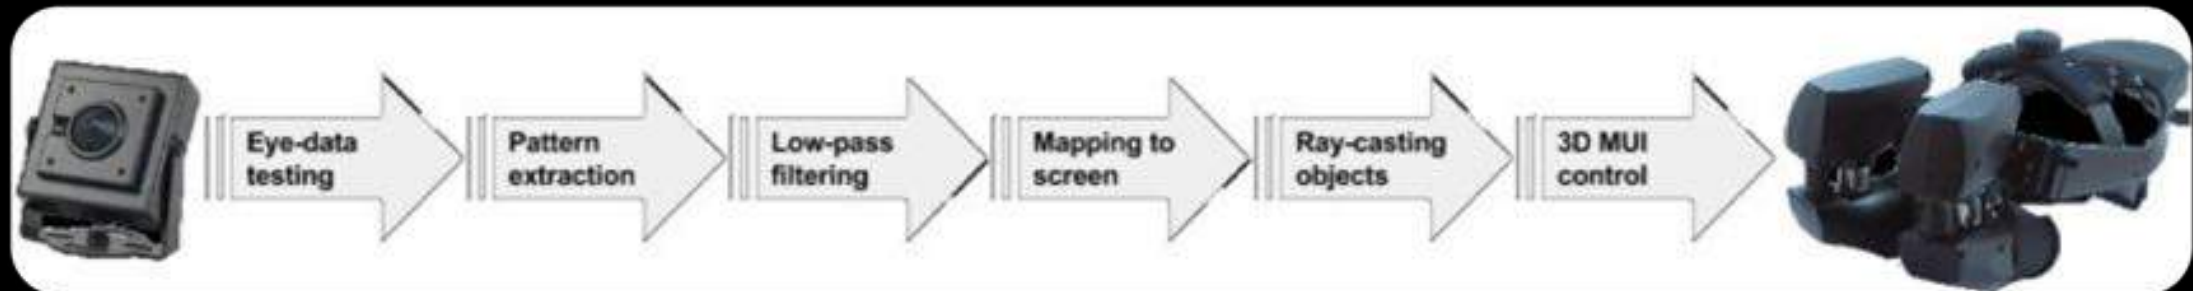 Eye-data
testing
Pattern
extraction
Low-pass
filtering
Mapping to
screen
Ray-casting
objects
3D MUI
control